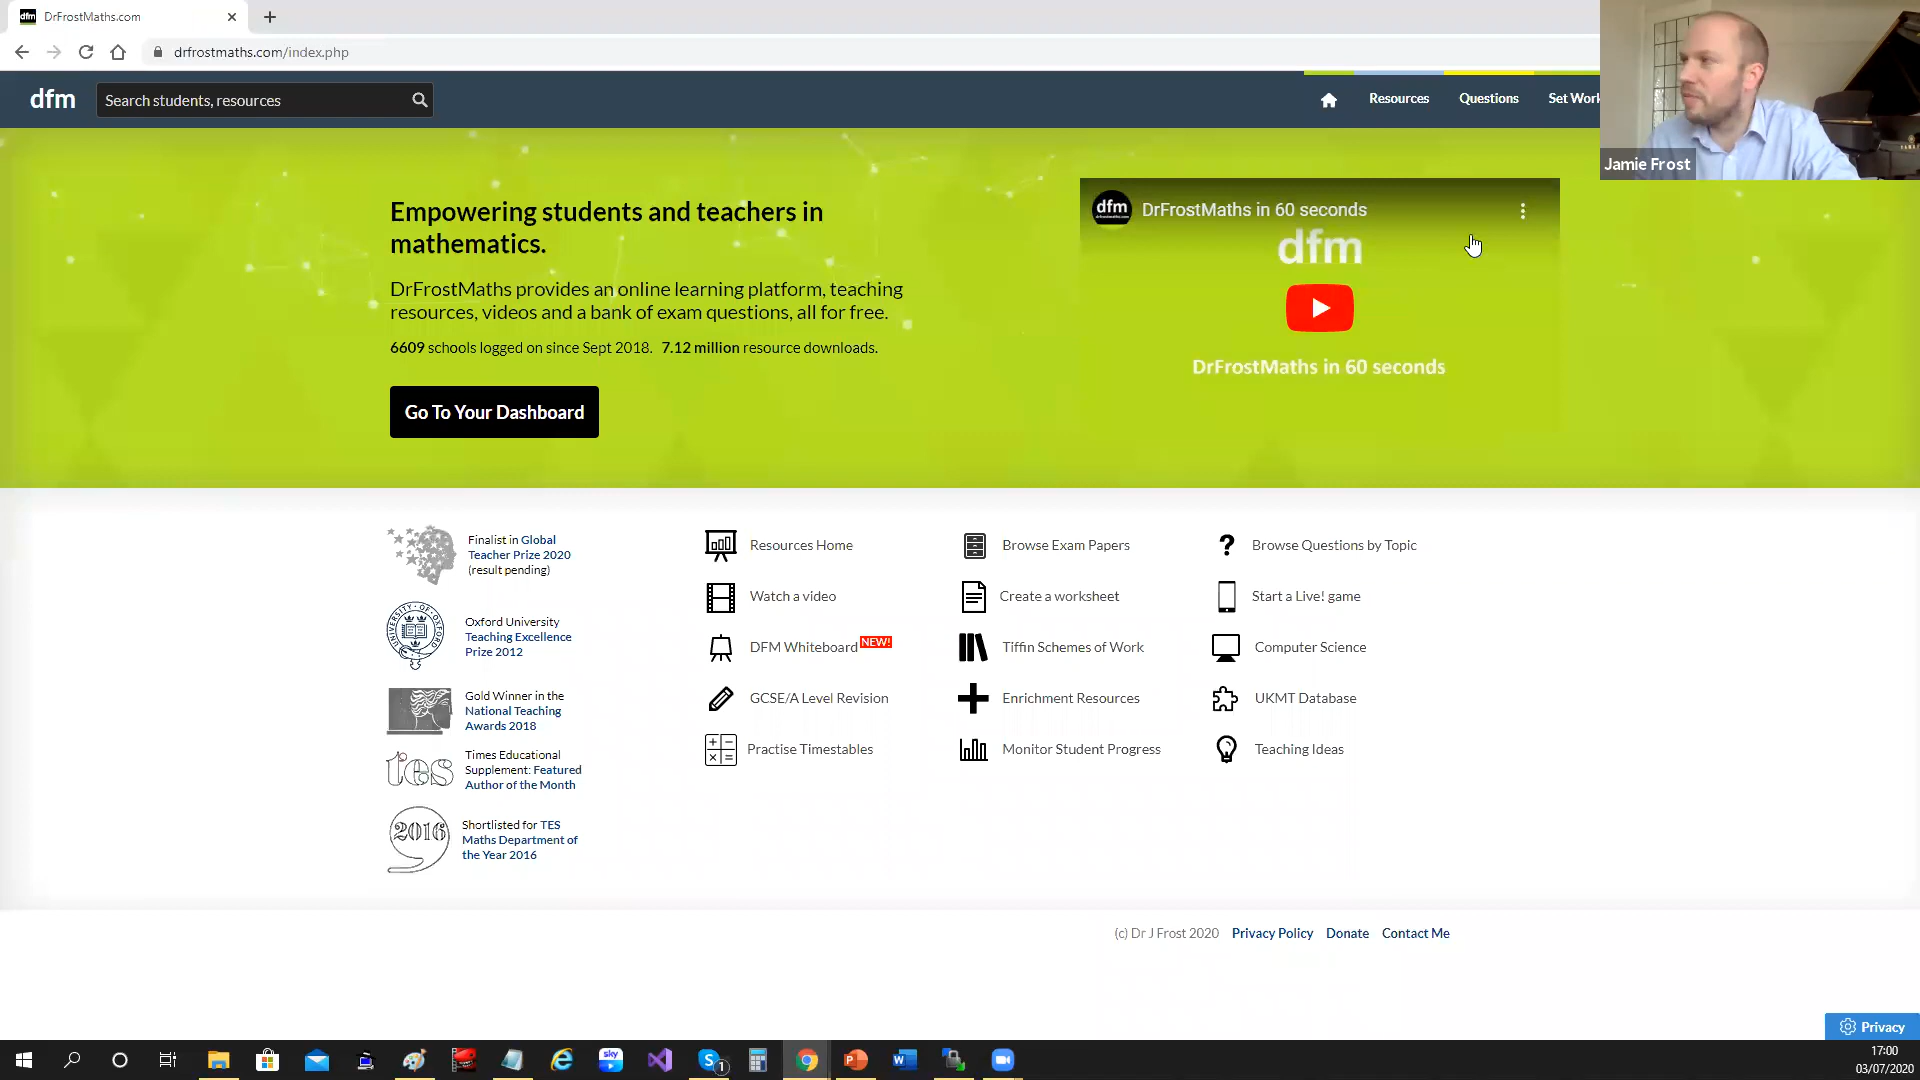 DrFrostMaths.com
drfrostmaths.com/index.php
dfm
Search students, resources
Resources
Questions
Set Work
Jamie Frost
Empowering students and teachers in
mathematics.
DrFrostMaths provides an online learning platform, teaching
resources, videos and a bank of exam questions, all for free.
6609 schools logged on since Sept 2018. 7.12 million resource downloads.
Go To Your Dashboard
dfm
DrFrostMaths in 60 seconds
dfm
DrFrostMaths in 60 seconds
Finalist in Global
Teacher Prize 2020
(result pending)
Oxford University
Teaching Excellence
Prize 2012
Gold Winner in the
National Teaching
Awards 2018
tes
Times Educational
Supplement: Featured
Author of the Month
2016
Shortlisted for TES
Maths Department of
the Year 2016
Resources Home
Watch a video
DFM Whiteboard NEW!
GCSE/A Level Revision
Practise Timestables
Browse Exam Papers
Create a worksheet
Tiffin Schemes of Work
Enrichment Resources
Monitor Student Progress
Browse Questions by Topic
Start a Live! game
Computer Science
UKMT Database
Teaching Ideas
(c) Dr J Frost 2020 Privacy Policy Donate Contact Me
Privacy
sky
1
17:00
03/07/2020